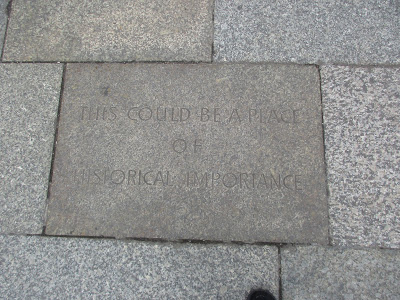 THIS COULD BE A PLACE
OF
HISTORICAL IMPORTANCE